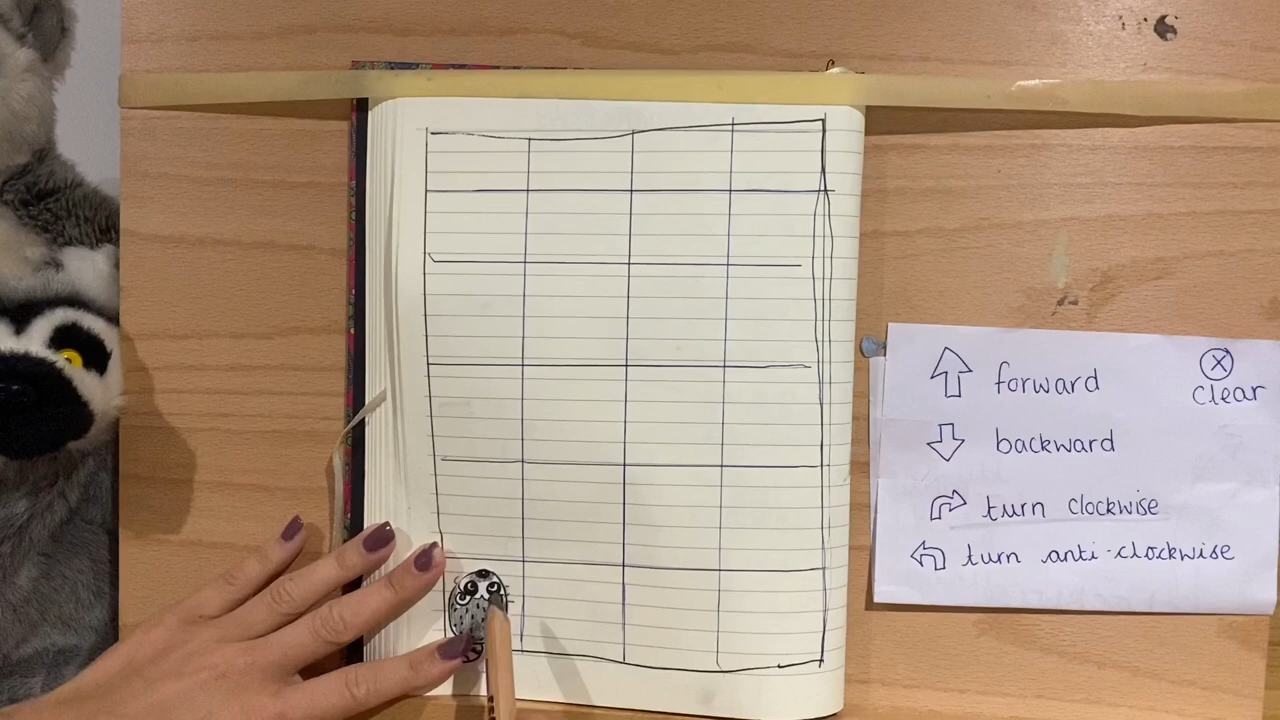 forward
clear
backward
turn clockwise
turn anti-clockwise